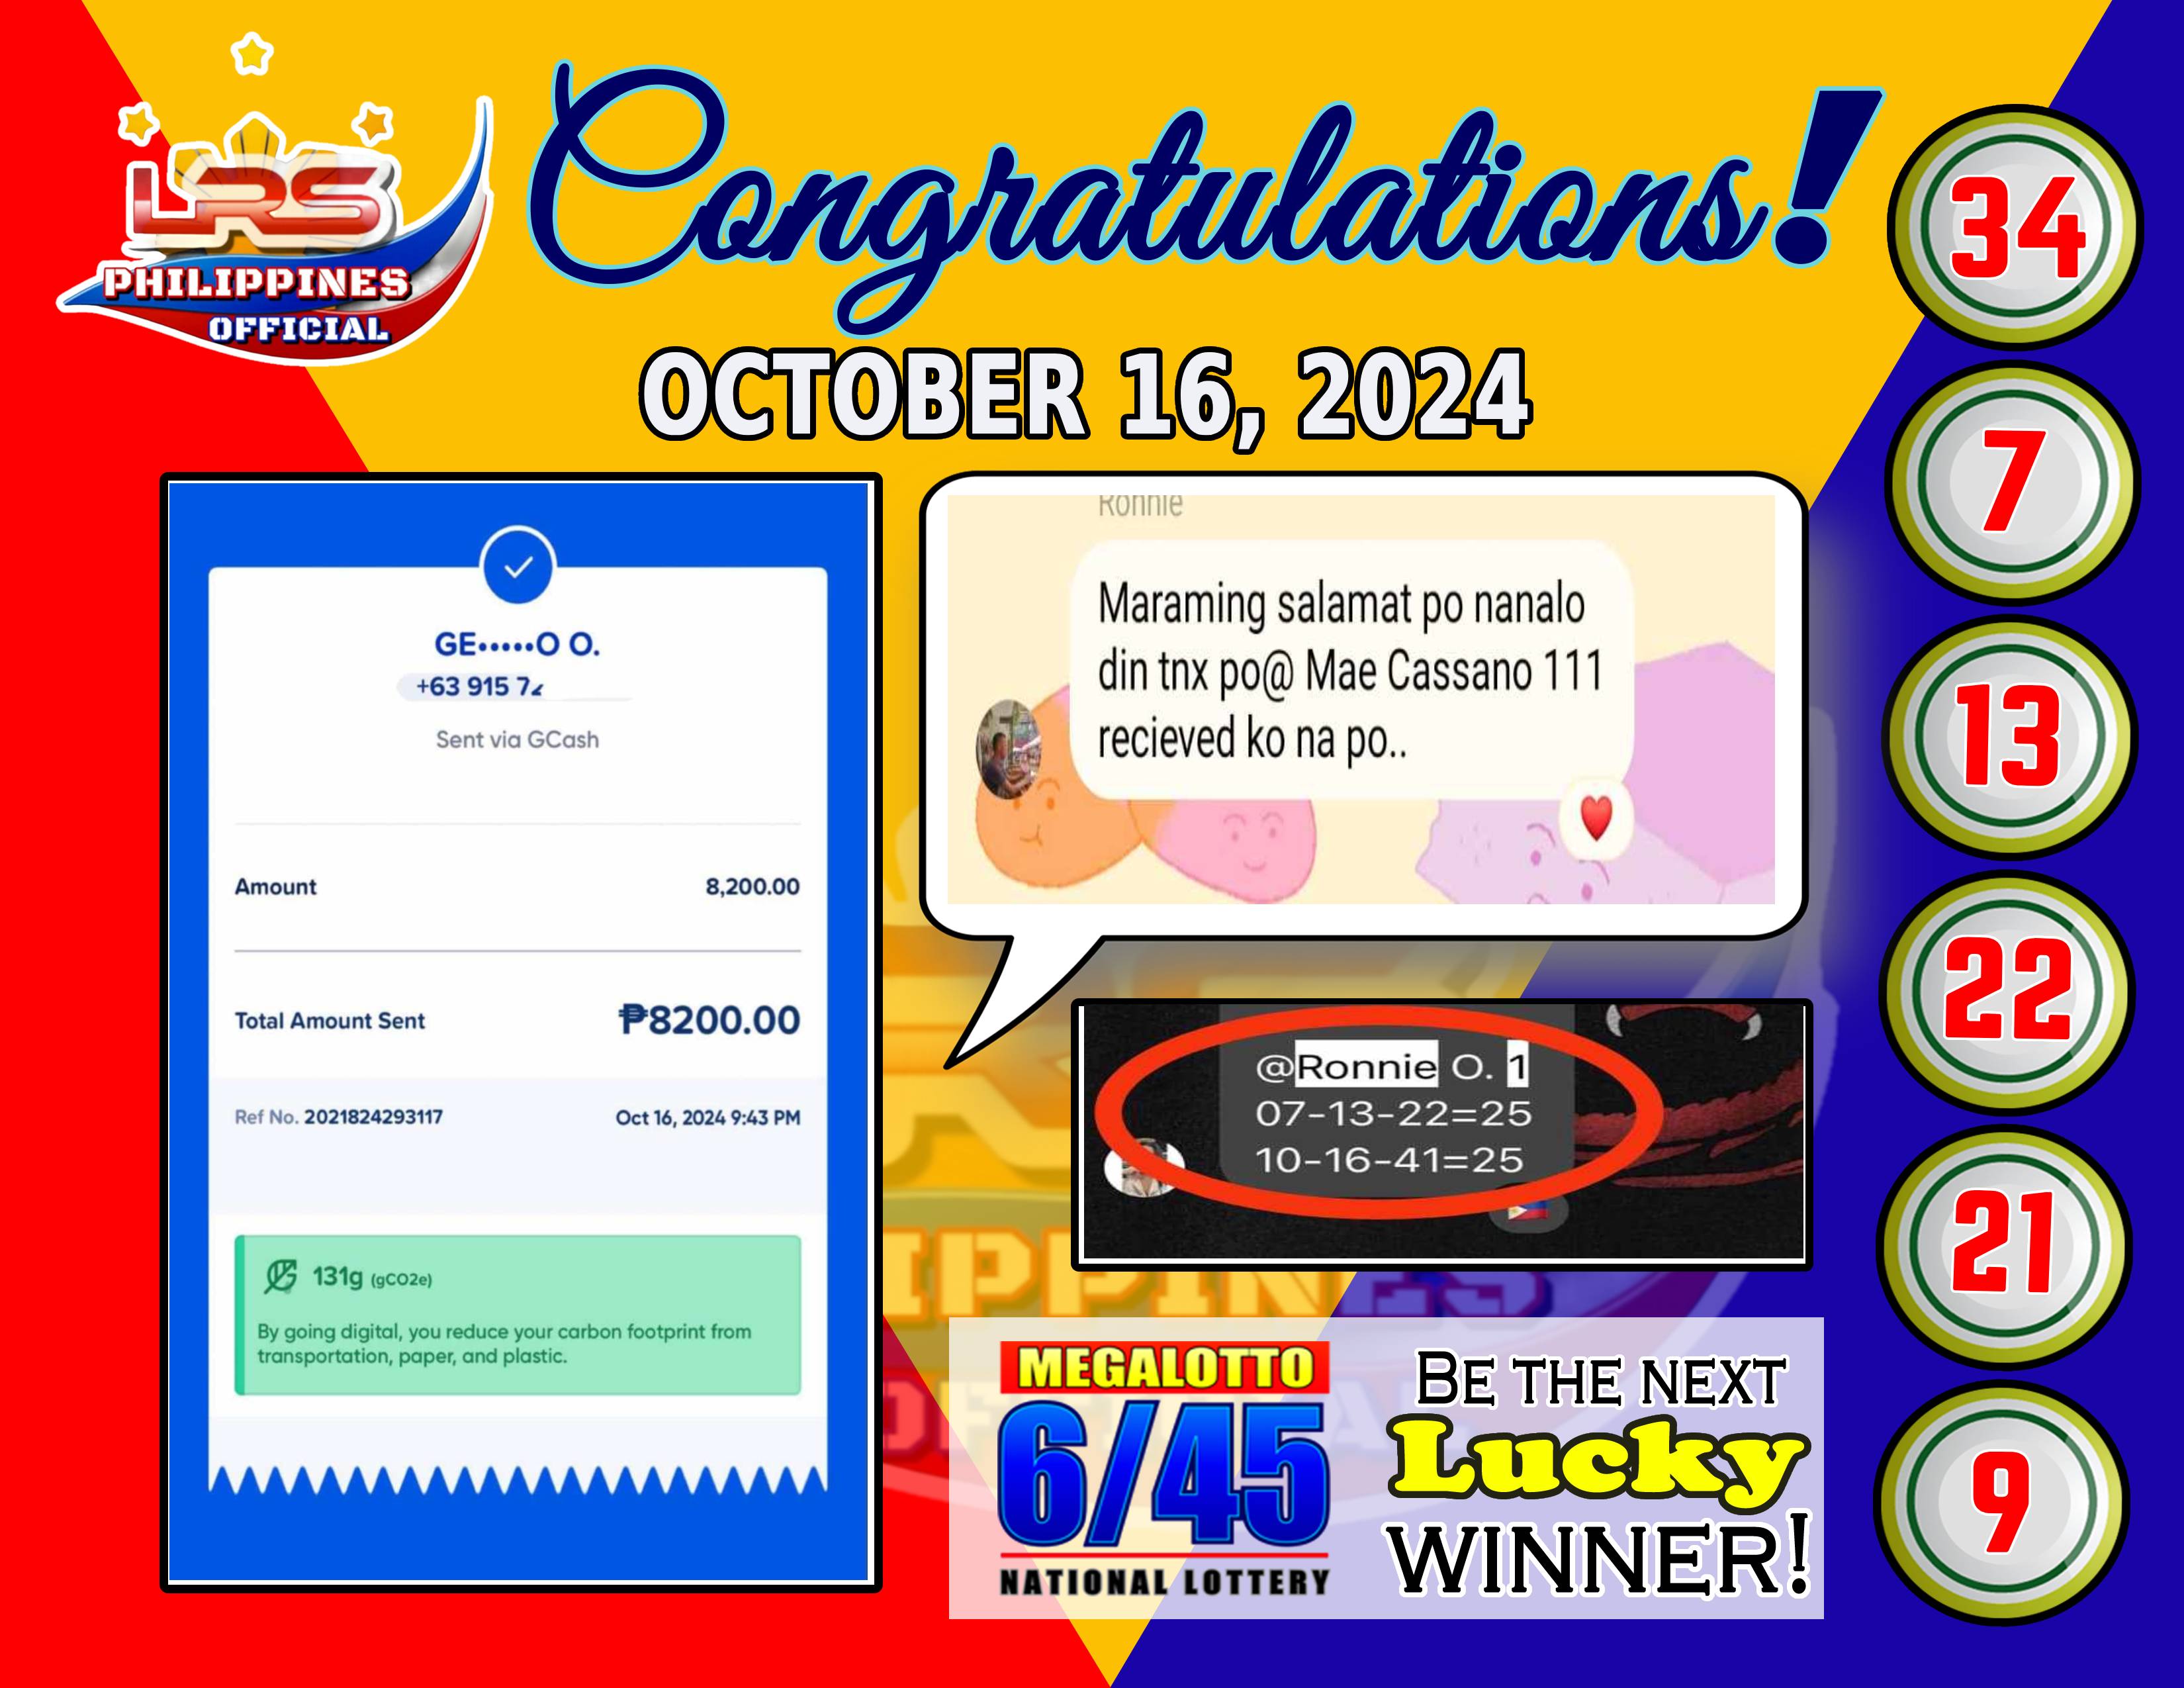 LRS
PHILIPPINES
OFFICIAL
Congratulations!
OCTOBER 16, 2024
GE•••••O O.
+63 915 7
Sent via GCash
Amount 8,200.00
Total Amount Sent ₱8200.00
Ref No. 2021824293117 Oct 16, 2024 9:43 PM
131g (gCO2e)
By going digital, you reduce your carbon footprint from
transportation, paper, and plastic.
Ronnie
Maraming salamat po nanalo
din tnx po@ Mae Cassano 111
recieved ko na po..
@Ronnie O. 1
07-13-22=25
10-16-41=25
MEGALOTTO
6/45
NATIONAL LOTTERY
BE THE NEXT
Lucky
WINNER!
34
7
13
22
21
9